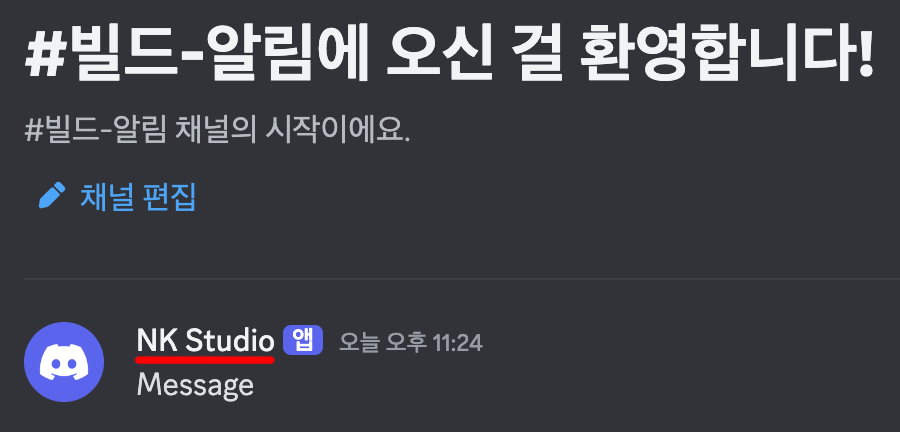 #빌드-알림에 오신 걸 환영합니다!
#빌드-알림 채널의 시작이에요.
채널 편집
NK Studio 앱 오늘 오후 11:24
Message